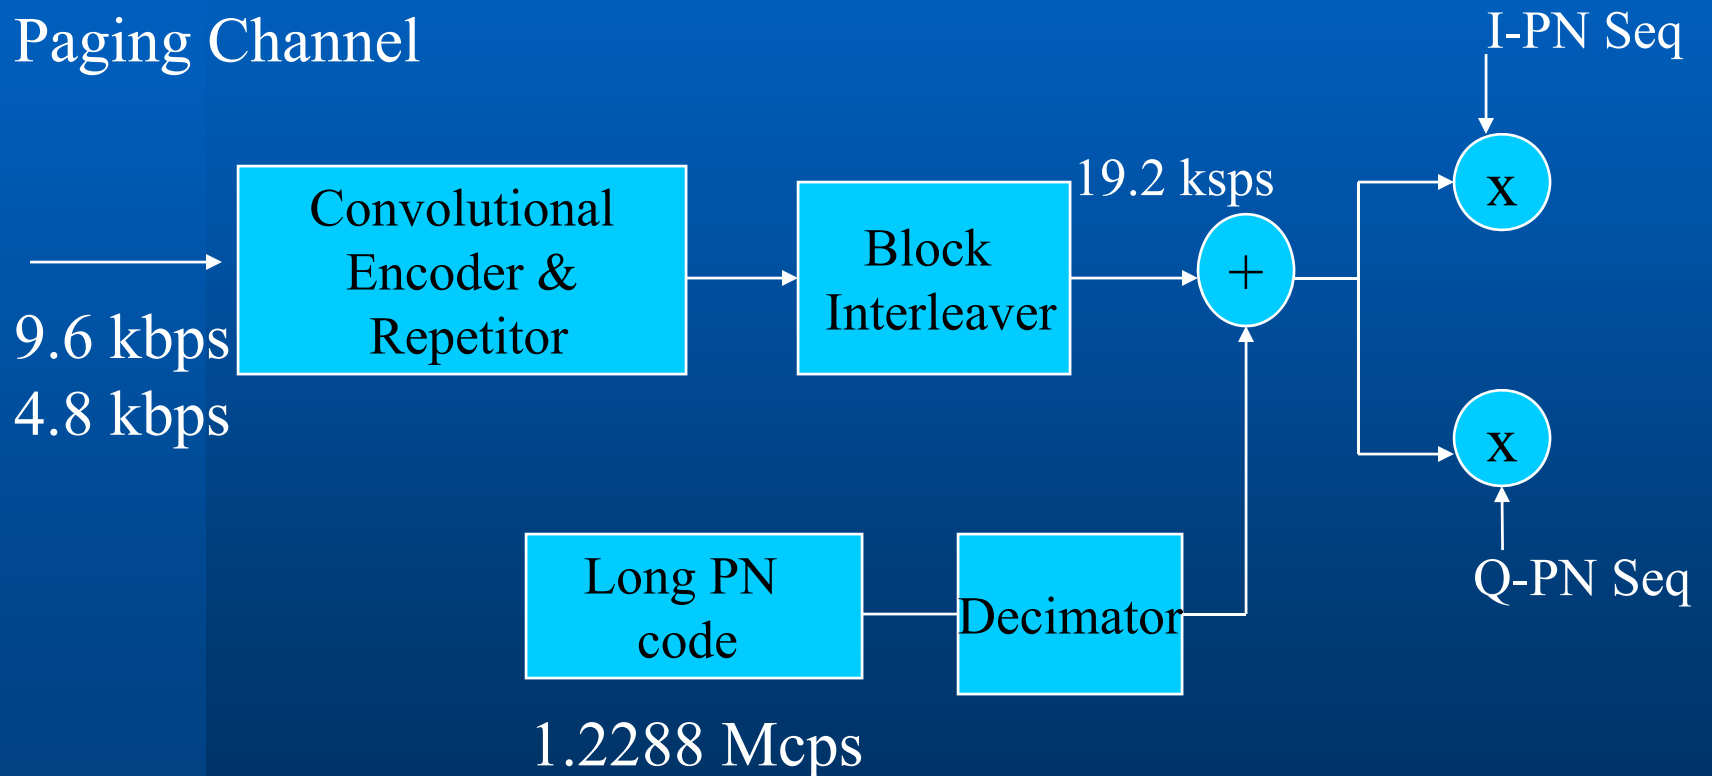 Paging Channel
I-PN Seq
x
19.2 ksps
Convolutional
Encoder &
Repetitor
Block
Interleaver
+
9.6 kbps
4.8 kbps
x
Q-PN Seq
Long PN
code
Decimator
1.2288 Mcps